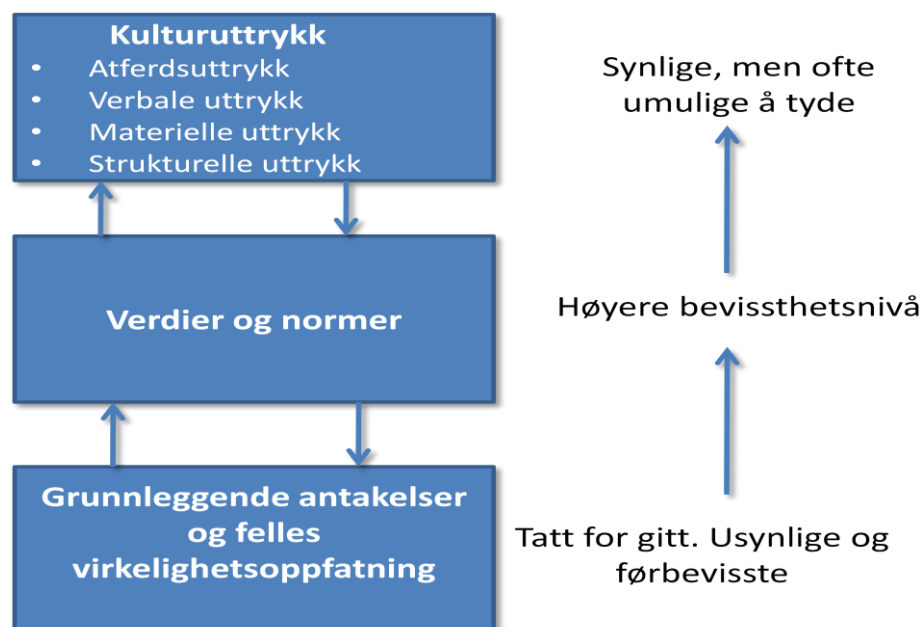 Kulturuttrykk
• Atferdsuttrykk
• Verbale uttrykk
• Materielle uttrykk
• Strukturelle uttrykk
Synlige, men ofte
umulige å tyde
Verdier og normer
Høyere bevissthetsnivå
Grunnleggende antakelser
og felles
virkelighetsoppfatning
Tatt for gitt. Usynlige og
førbevisste